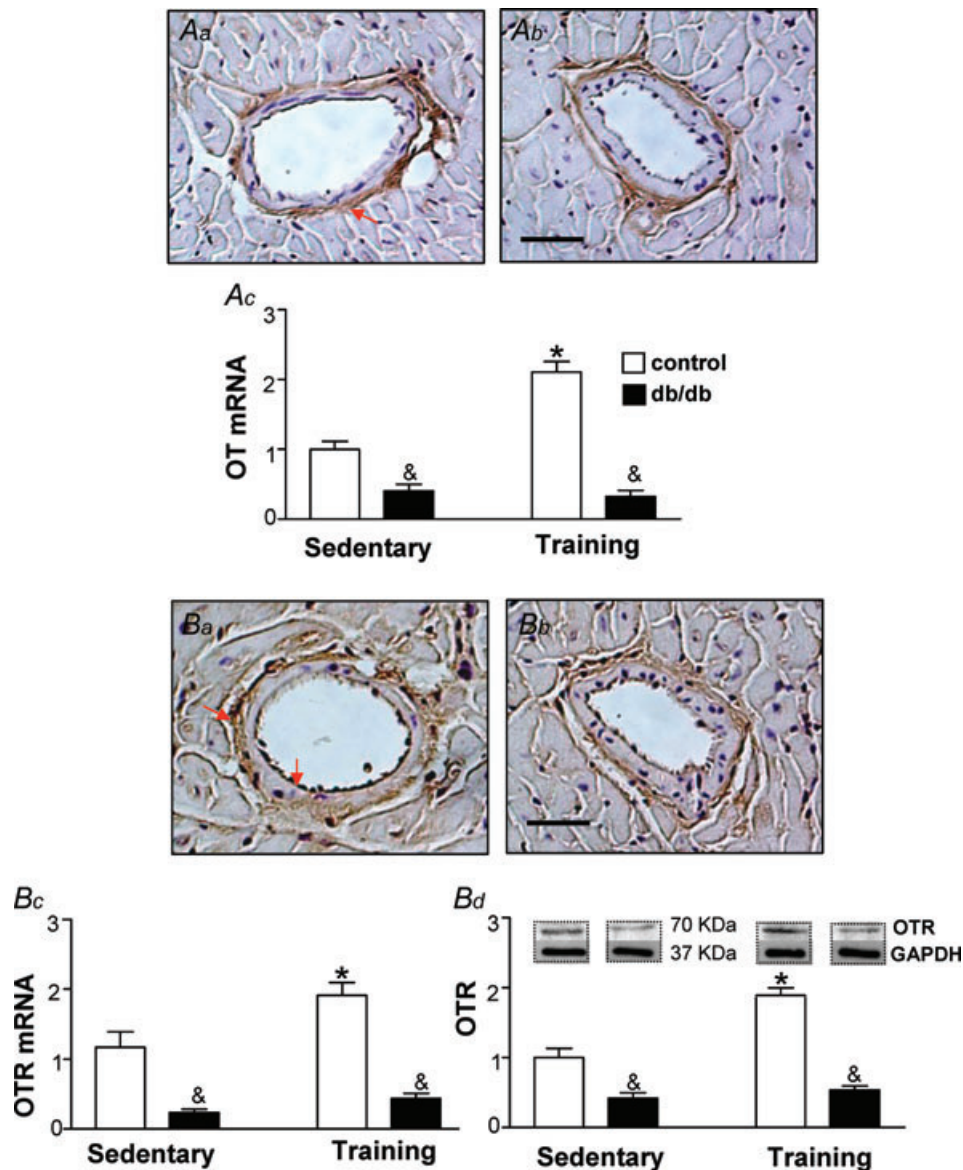 Aa
Ab
Ac
3
2
1
0
OT mRNA
*
&
&
control
db/db
Sedentary Training
Ba
Bb
Bc
3
2
1
0
OTR mRNA
*
&
&
Sedentary Training
Bd
3
2
1
0
OTR
70 KDa OTR
37 KDa GAPDH
*
&
&
Sedentary Training